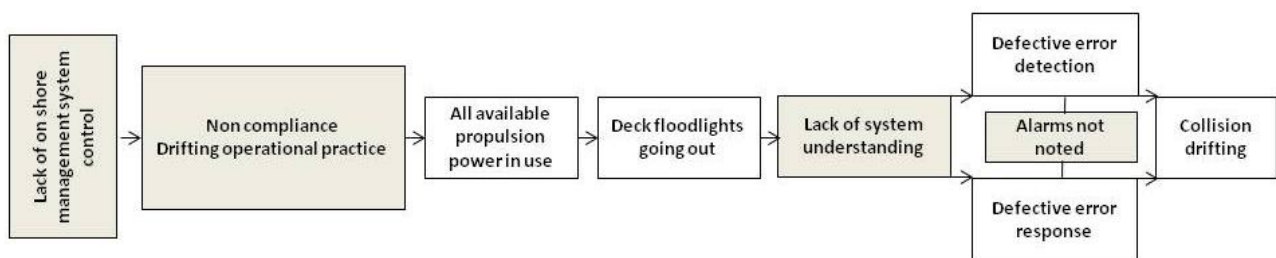 Lack of on shore
management system
control
Non compliance
Drifting operational practice
All available
propulsion
power in use
Deck floodlights
going out
Lack of system
understanding
Defective error
detection
Alarms not
noted
Defective error
response
Collision
drifting